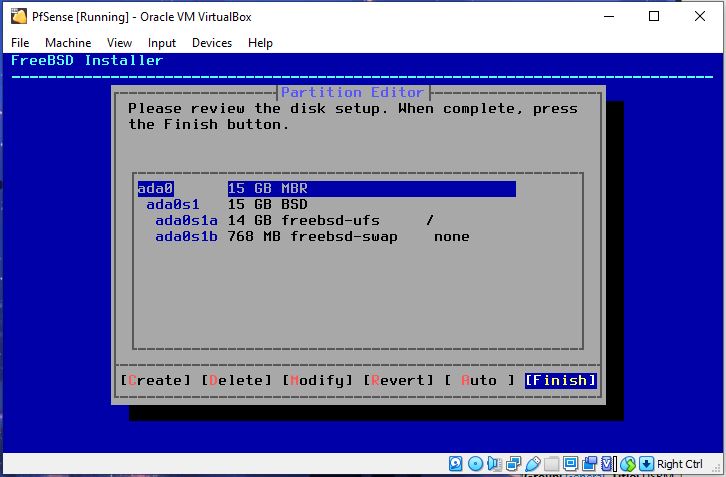 PfSense [Running] - Oracle VM VirtualBox
File Machine View Input Devices Help
FreeBSD Installer
Partition Editor
Please review the disk setup. When complete, press
the Finish button.
ada0 15 GB MBR
ada0s1 15 GB BSD
ada0s1a 14 GB freebsd-ufs /
ada0s1b 768 MB freebsd-swap none
[Create] [Delete] [Modify] [Revert] [ Auto ] [Finish]
Right Ctrl